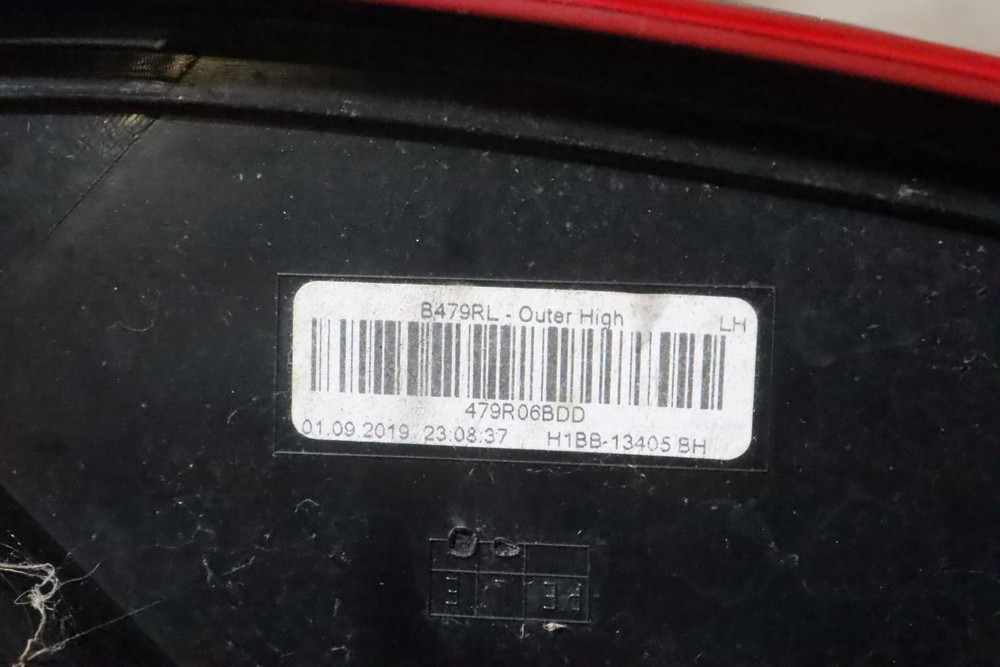 B479RL - Outer High LH
479R06BDD
01.09.2019 23:08:37 H1BB-13405 BH